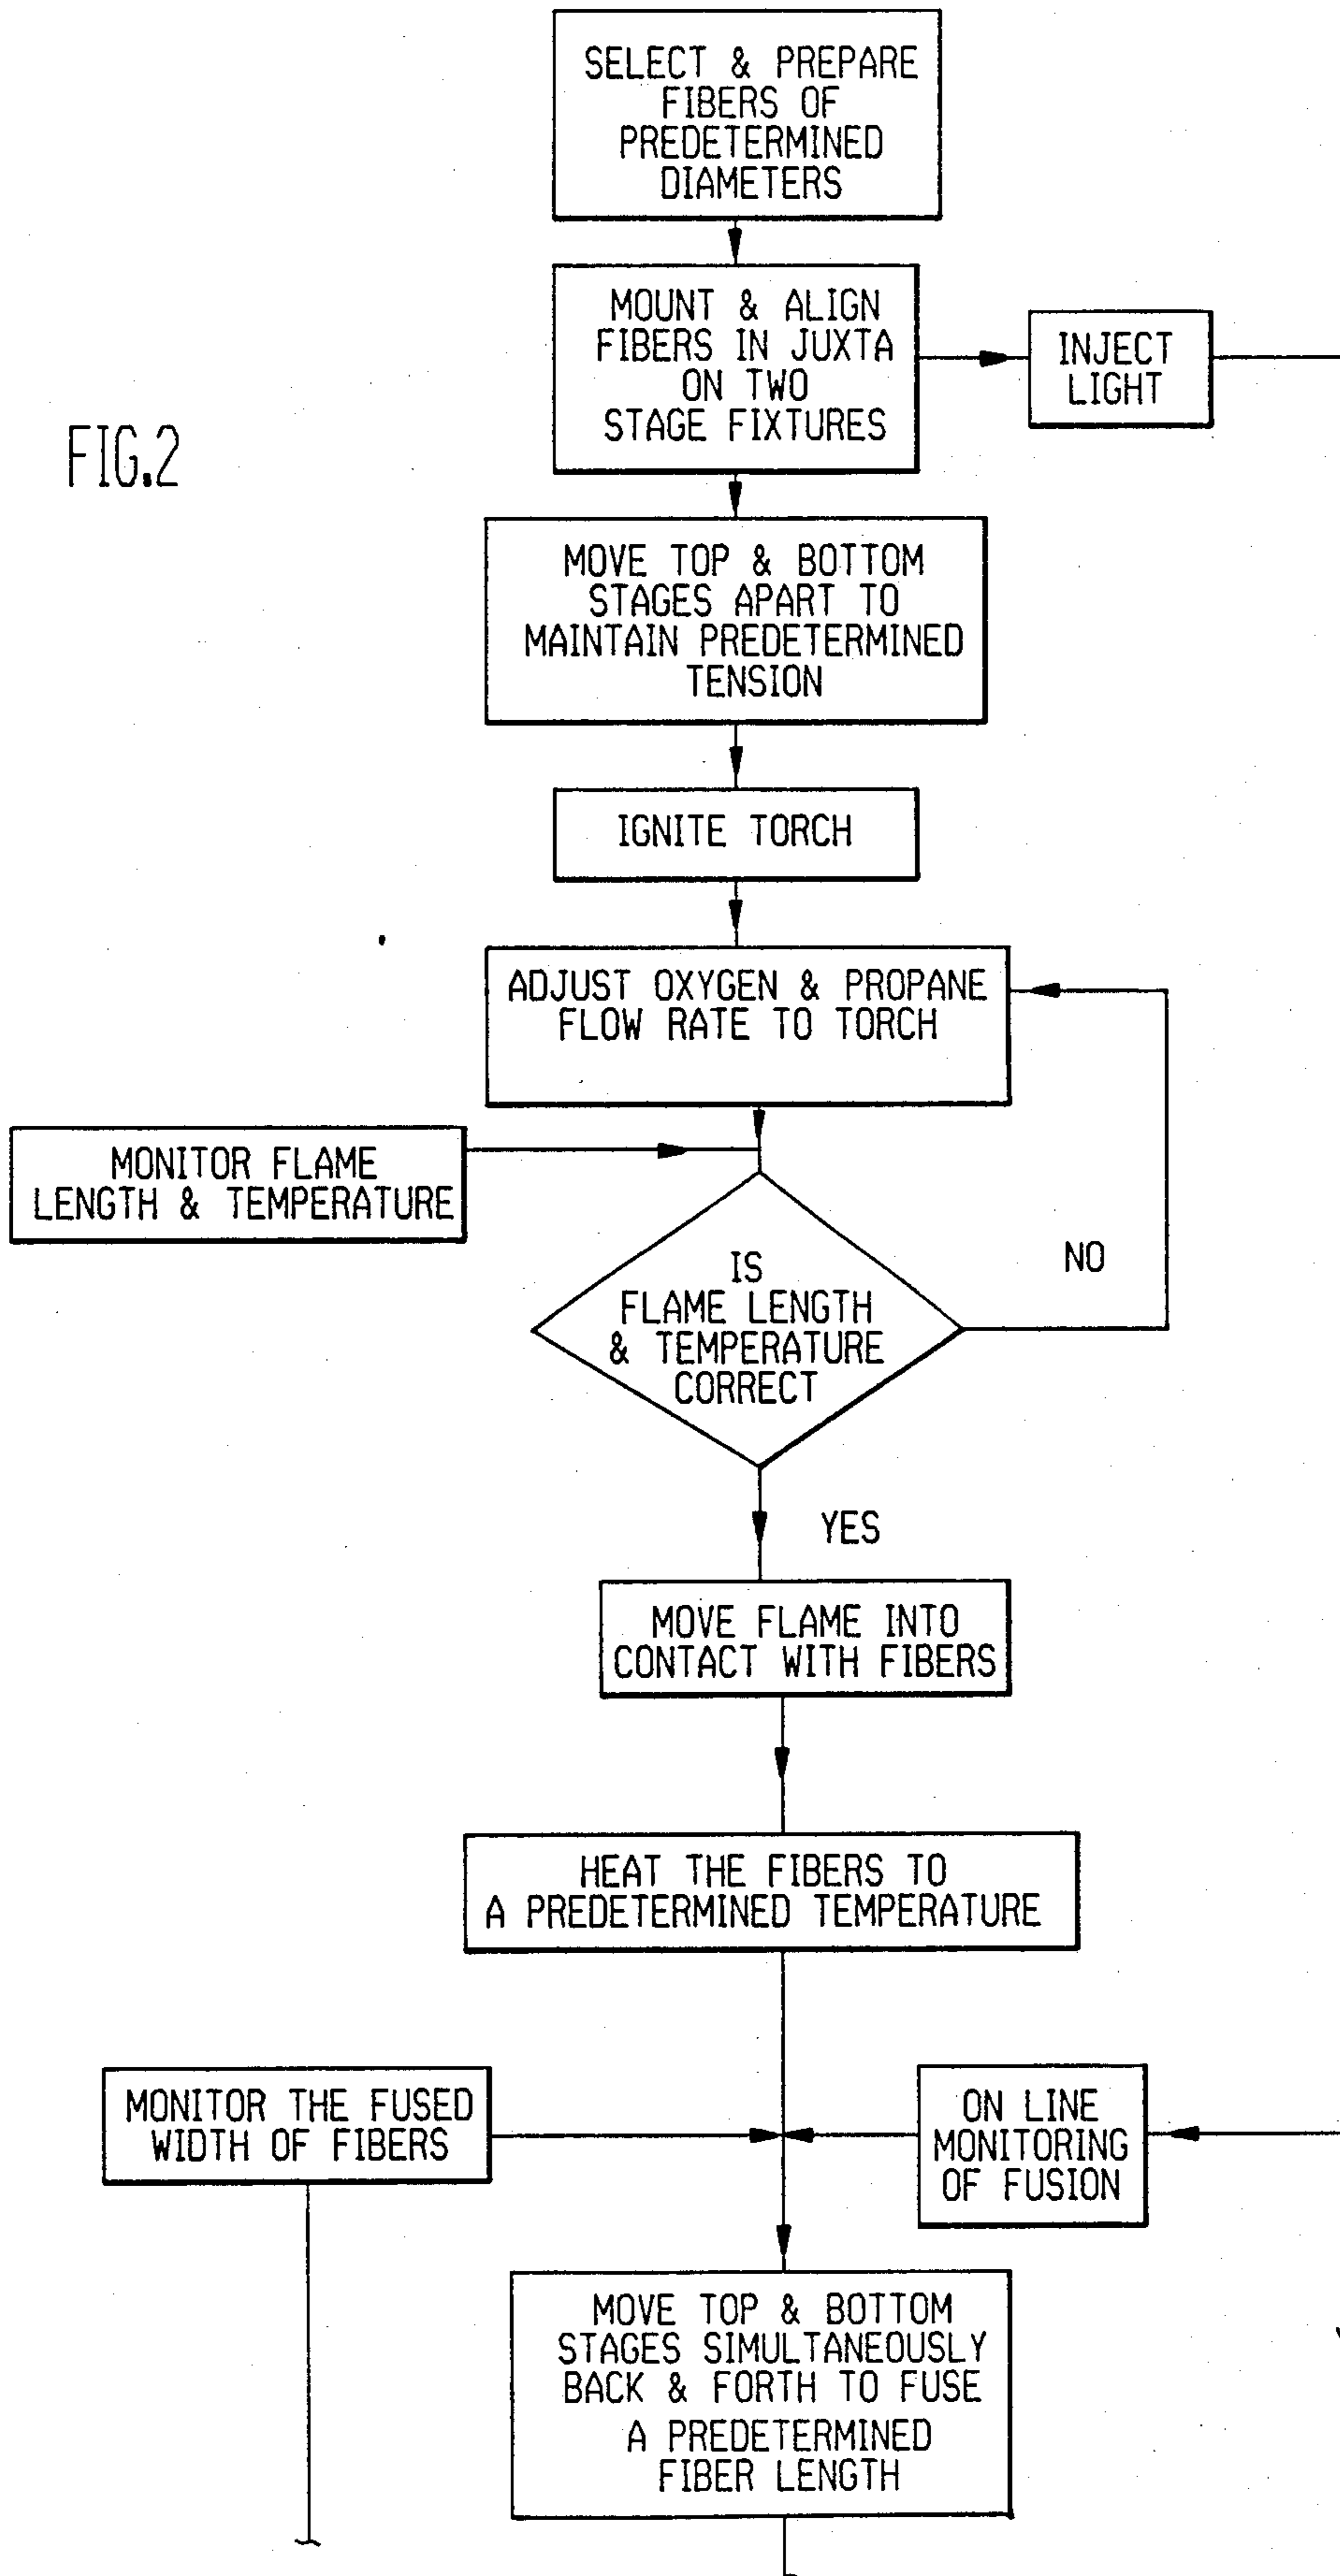 SELECT & PREPARE
FIBERS OF
PREDETERMINED
DIAMETERS
MOUNT & ALIGN
FIBERS IN JUXTA
ON TWO
STAGE FIXTURES
INJECT
LIGHT
FIG.2
MOVE TOP & BOTTOM
STAGES APART TO
MAINTAIN PREDETERMINED
TENSION
IGNITE TORCH
ADJUST OXYGEN & PROPANE
FLOW RATE TO TORCH
MONITOR FLAME
LENGTH & TEMPERATURE
IS
FLAME LENGTH
& TEMPERATURE
CORRECT
NO
YES
MOVE FLAME INTO
CONTACT WITH FIBERS
HEAT THE FIBERS TO
A PREDETERMINED TEMPERATURE
MONITOR THE FUSED
WIDTH OF FIBERS
ON LINE
MONITORING
OF FUSION
MOVE TOP & BOTTOM
STAGES SIMULTANEOUSLY
BACK & FORTH TO FUSE
A PREDETERMINED
FIBER LENGTH